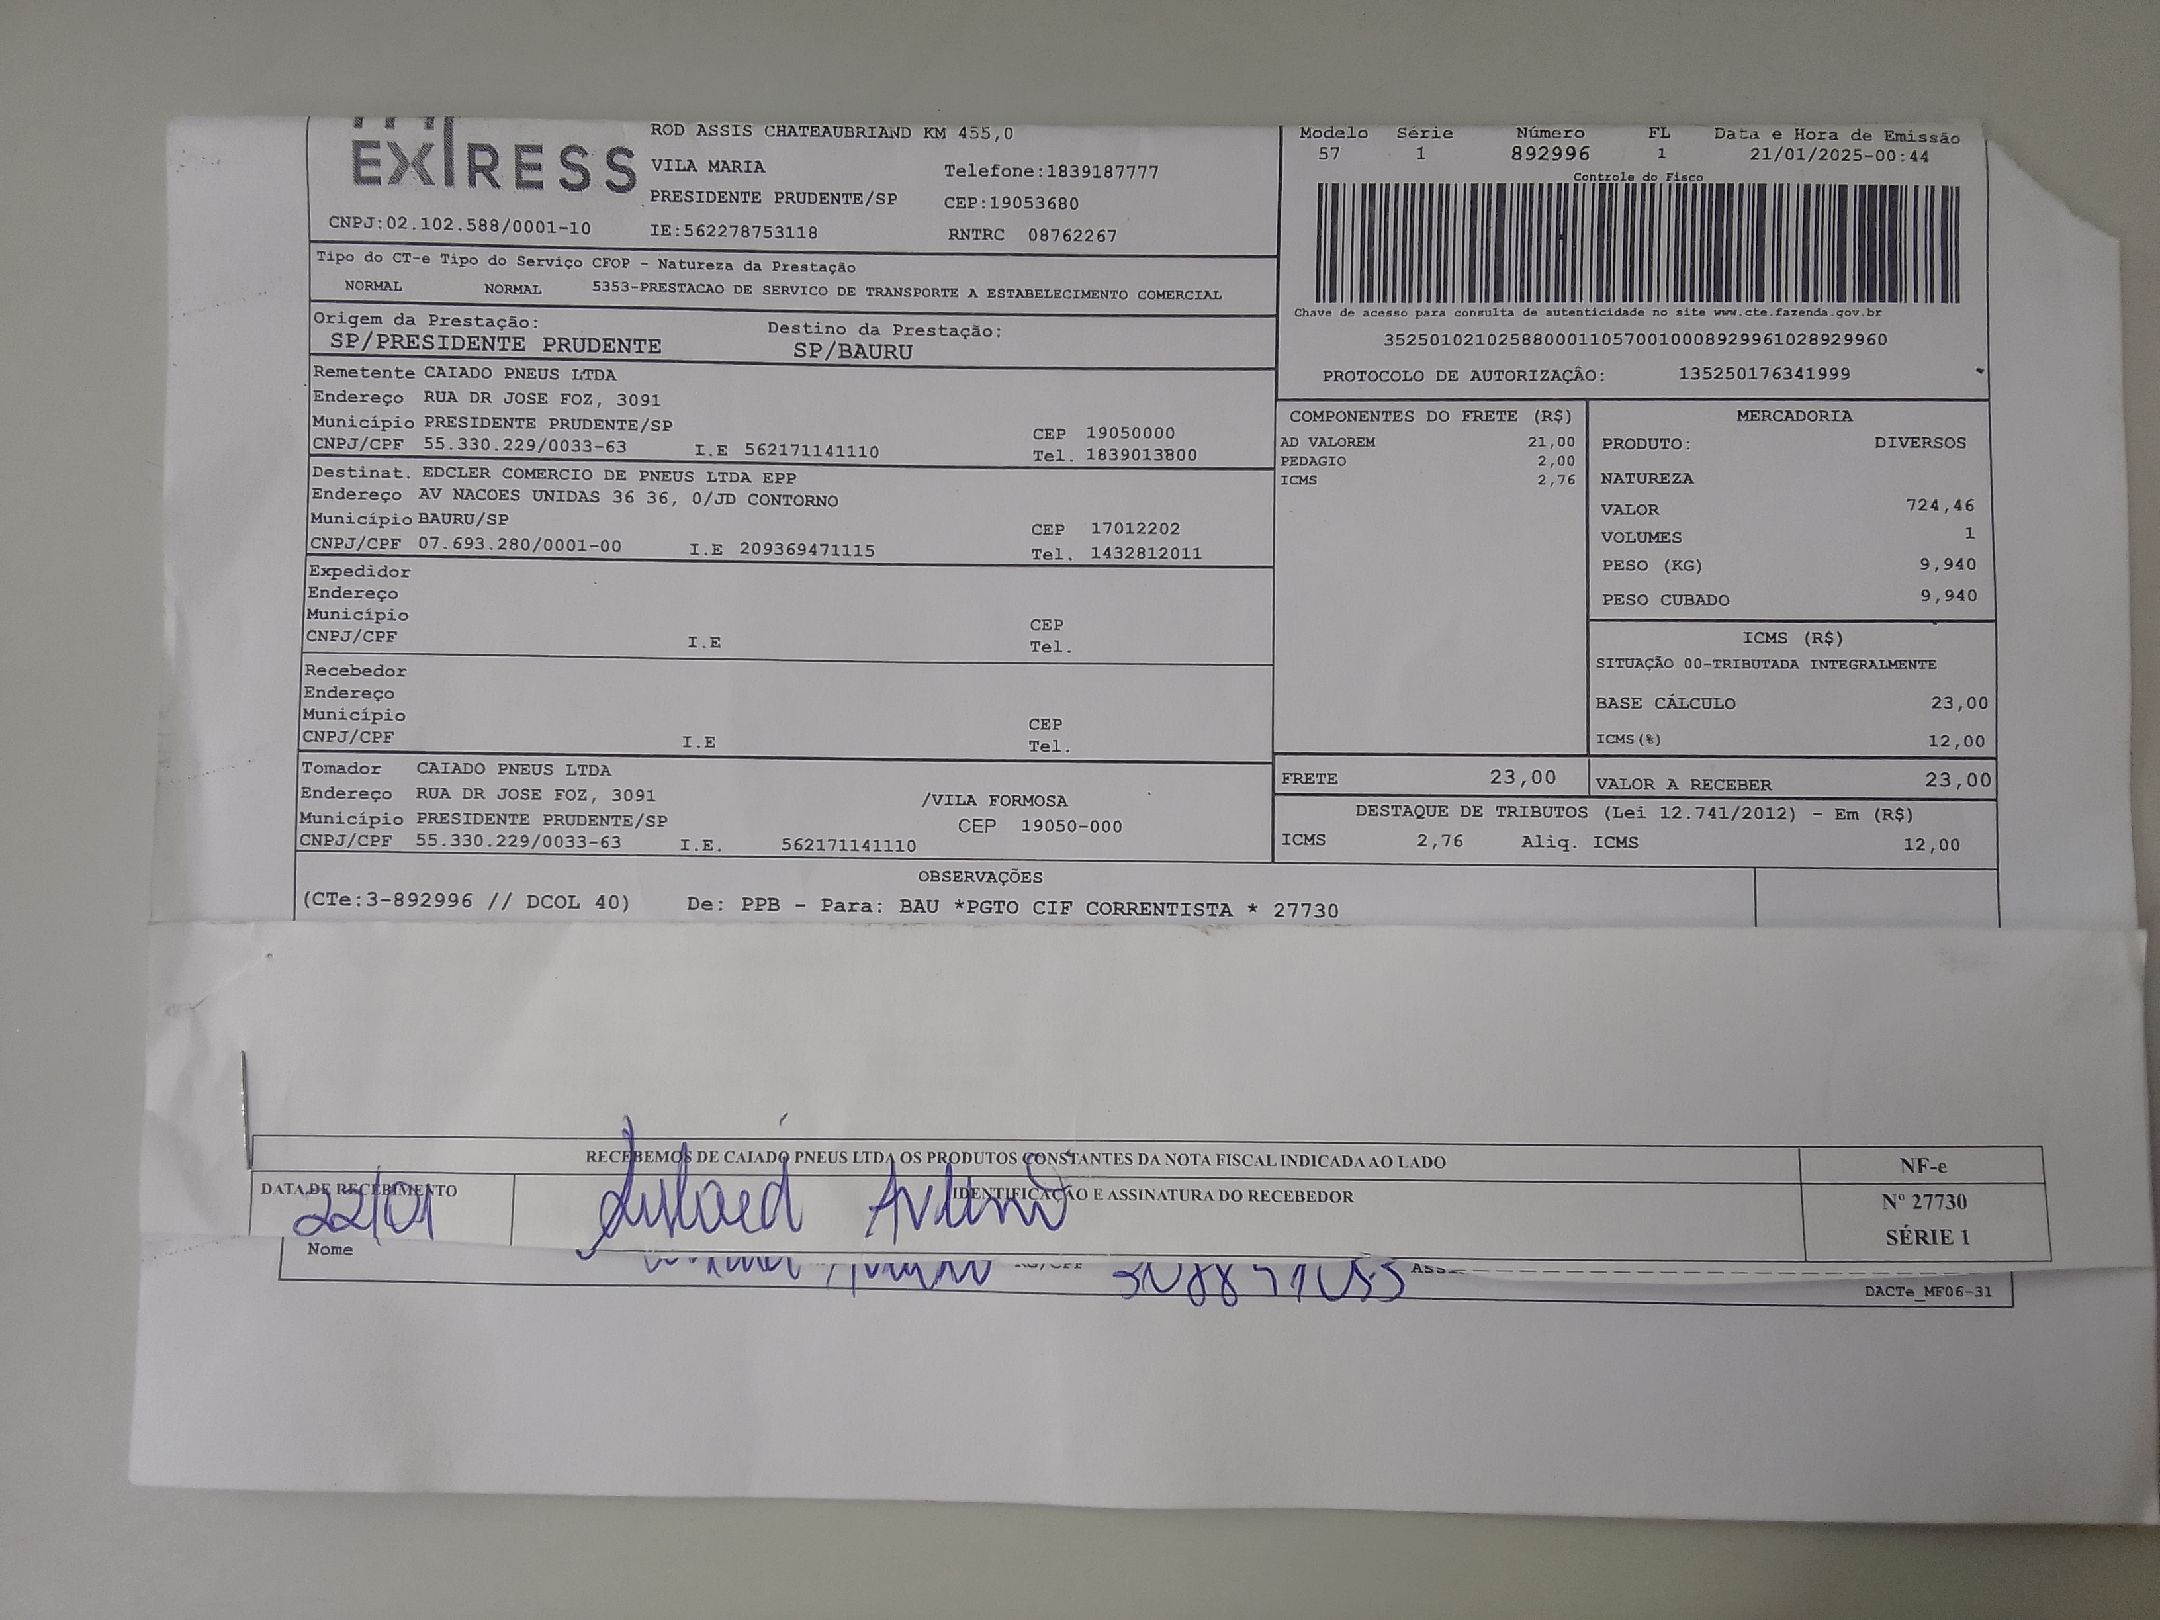 EXPRESS
ROD ASSIS CHATEAUBRIAND KM 455,0
VILA MARIA Telefone:1839187777
PRESIDENTE PRUDENTE/SP CEP:19053680
CNPJ:02.102.588/0001-10 IE:562278753118 RNTRC 08762267
Modelo Série Número FL Data e Hora de Emissão
57 1 892996 1 21/01/2025-00:44
Controle do Fisco
Chave de acesso para consulta de autenticidade no site www.cte.fazenda.gov.br
35250102102588000110570010008929961028929960
PROTOCOLO DE AUTORIZAÇÂO: 135250176341999
Tipo do CT-e Tipo do Serviço CFOP - Natureza da Prestação
NORMAL NORMAL 5353-PRESTACAO DE SERVICO DE TRANSPORTE A ESTABELECIMENTO COMERCIAL
Origem da Prestação: Destino da Prestação:
SP/PRESIDENTE PRUDENTE SP/BAURU
Remetente CAIADO PNEUS LTDA
Endereço RUA DR JOSE FOZ, 3091
Município PRESIDENTE PRUDENTE/SP CEP 19050000
CNPJ/CPF 55.330.229/0033-63 I.E 562171141110 Tel. 1839013800
Destinat. EDCLER COMERCIO DE PNEUS LTDA EPP
Endereço AV NACOES UNIDAS 36 36, 0/JD CONTORNO
Município BAURU/SP CEP 17012202
CNPJ/CPF 07.693.280/0001-00 I.E 209369471115 Tel. 1432812011
Expedidor
Endereço
Município CEP
CNPJ/CPF I.E Tel.
Recebedor
Endereço
Município CEP
CNPJ/CPF I.E Tel.
Tomador CAIADO PNEUS LTDA
Endereço RUA DR JOSE FOZ, 3091 /VILA FORMOSA
Município PRESIDENTE PRUDENTE/SP CEP 19050-000
CNPJ/CPF 55.330.229/0033-63 I.E. 562171141110
COMPONENTES DO FRETE (R$)
AD VALOREM 21,00
PEDAGIO 2,00
ICMS 2,76
MERCADORIA
PRODUTO: DIVERSOS
NATUREZA
VALOR 724,46
VOLUMES 1
PESO (KG) 9,940
PESO CUBADO 9,940
ICMS (R$)
SITUAÇÃO 00-TRIBUTADA INTEGRALMENTE
BASE CÁLCULO 23,00
ICMS(%) 12,00
FRETE 23,00 VALOR A RECEBER 23,00
DESTAQUE DE TRIBUTOS (Lei 12.741/2012) - Em (R$)
ICMS 2,76 Aliq. ICMS 12,00
OBSERVAÇÕES
(CTe:3-892996 // DCOL 40) De: PPB - Para: BAU *PGTO CIF CORRENTISTA * 27730
RECEBEMOS DE CAIADO PNEUS LTDA OS PRODUTOS CONSTANTES DA NOTA FISCAL INDICADA AO LADO
NF-e
DATA DE RECEBIMENTO IDENTIFICAÇÃO E ASSINATURA DO RECEBEDOR
Nº 27730
22/01
SÉRIE 1
Nome
DACTe_MF06-31